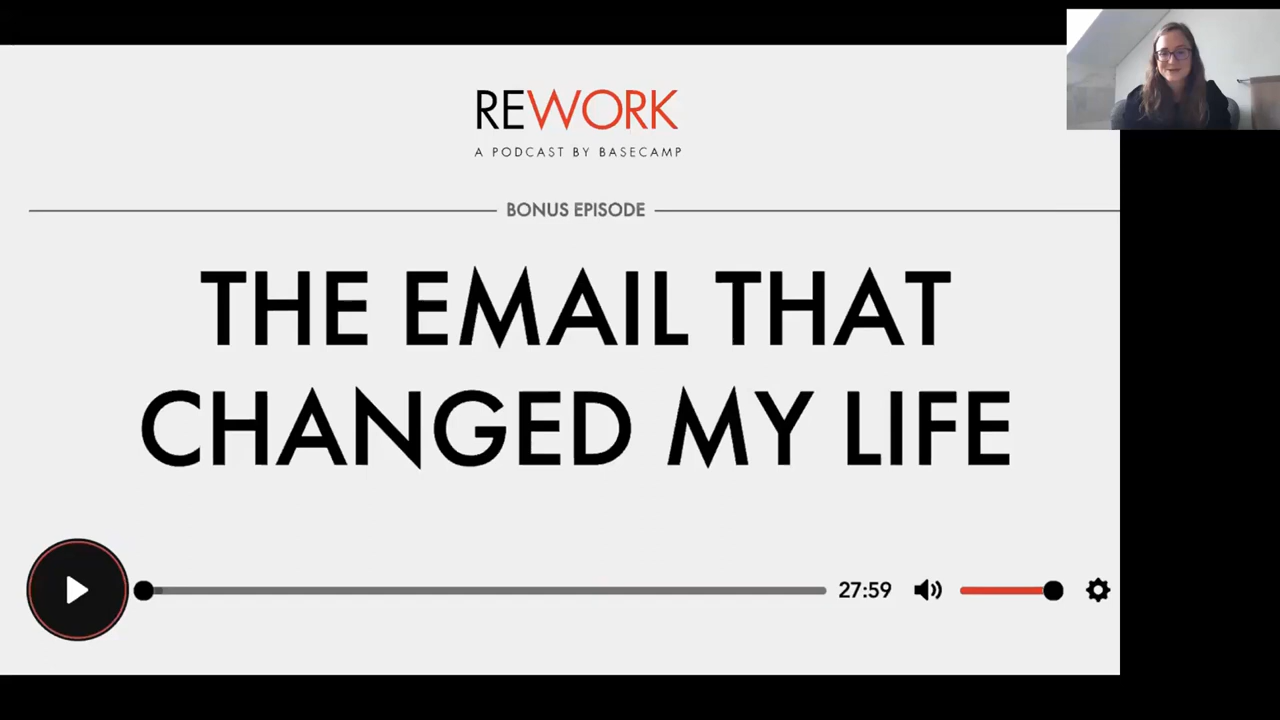 REWORK
A PODCAST BY BASECAMP
BONUS EPISODE
THE EMAIL THAT
CHANGED MY LIFE
27:59